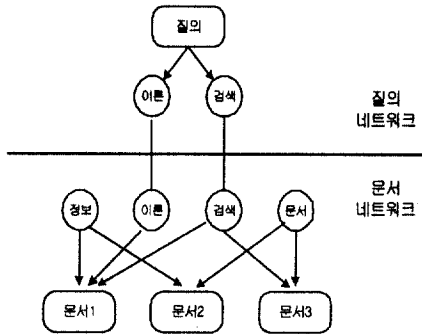 질의
이론 검색
질의
네트워크
문서
네트워크
정보 이론 검색 문서
문서1 문서2 문서3